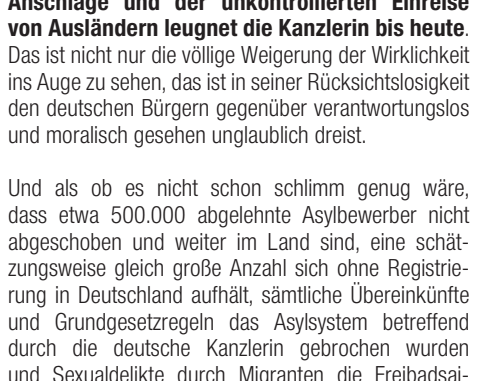 Anschläge und der unkontrollierten Einreise
von Ausländern leugnet die Kanzlerin bis heute.
Das ist nicht nur die völlige Weigerung der Wirklichkeit
ins Auge zu sehen, das ist in seiner Rücksichtslosigkeit
den deutschen Bürgern gegenüber verantwortungslos
und moralisch gesehen unglaublich dreist.
Und als ob es nicht schon schlimm genug wäre,
dass etwa 500.000 abgelehnte Asylbewerber nicht
abgeschoben und weiter im Land sind, eine schät-
zungsweise gleich große Anzahl sich ohne Registrie-
rung in Deutschland aufhält, sämtliche Übereinkünfte
und Grundgesetzregeln das Asylsystem betreffend
durch die deutsche Kanzlerin gebrochen wurden
und Sexualdelikte durch Migranten die Freibadsai-